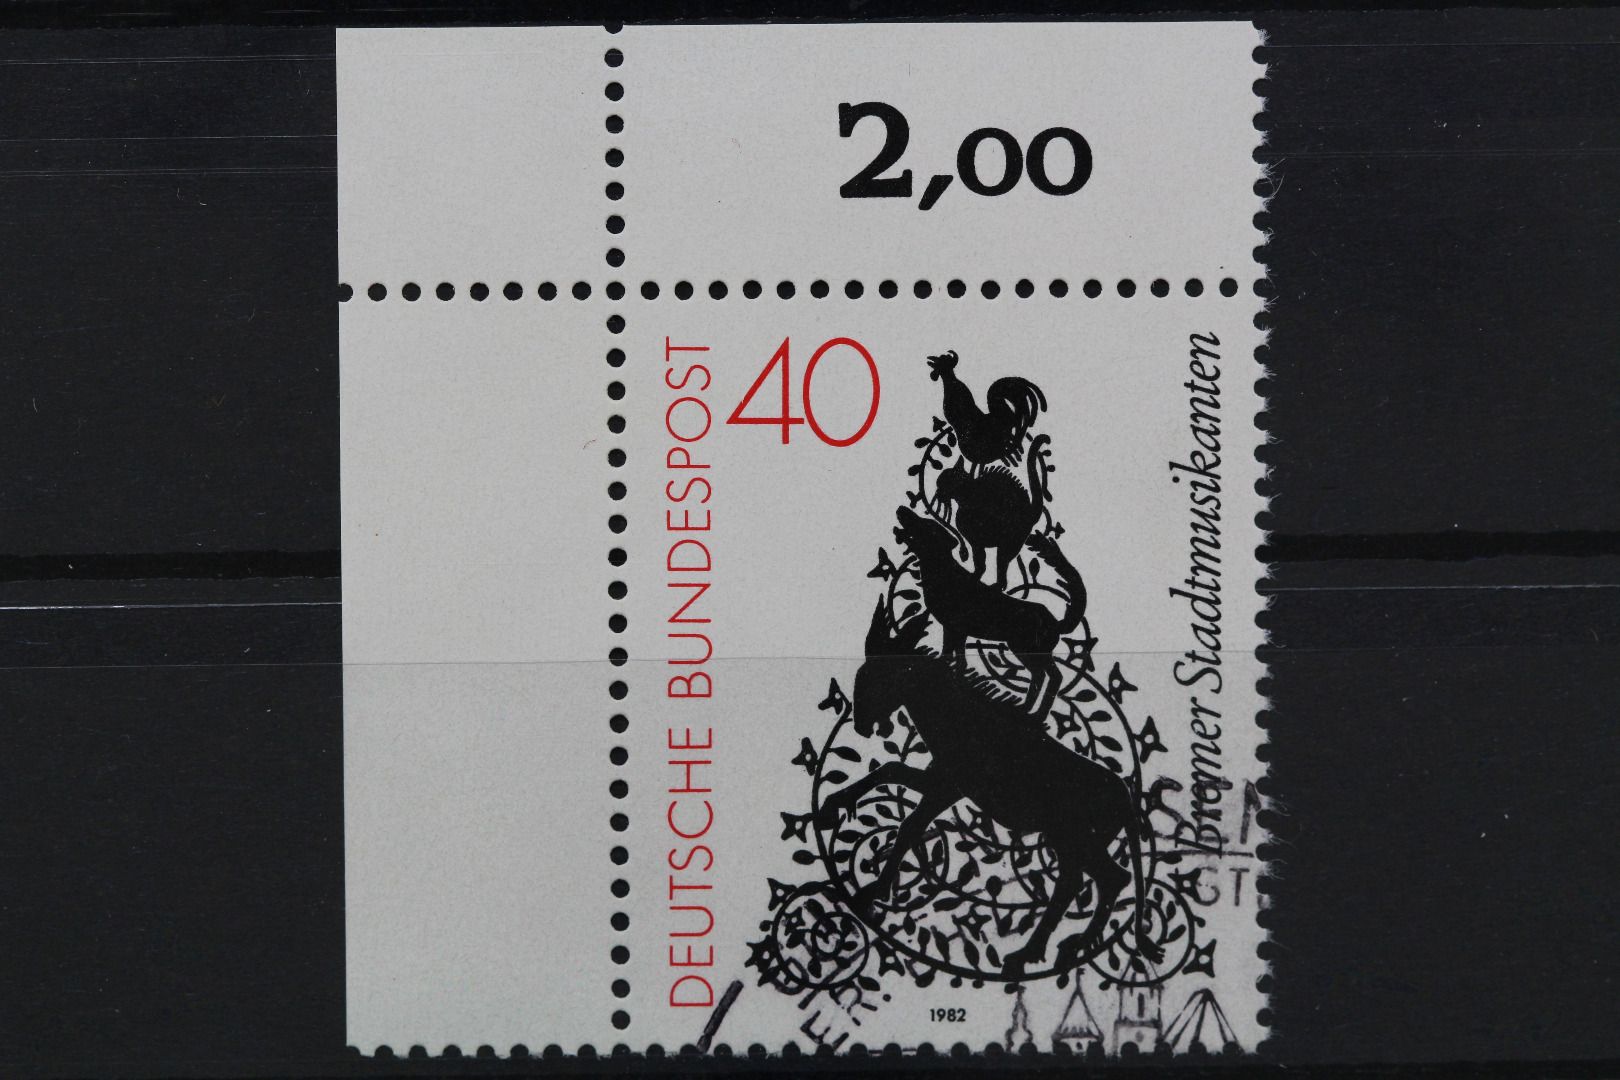 2,00
DEUTSCHE BUNDESPOST
40
Bremer Stadtmusikanten
1982